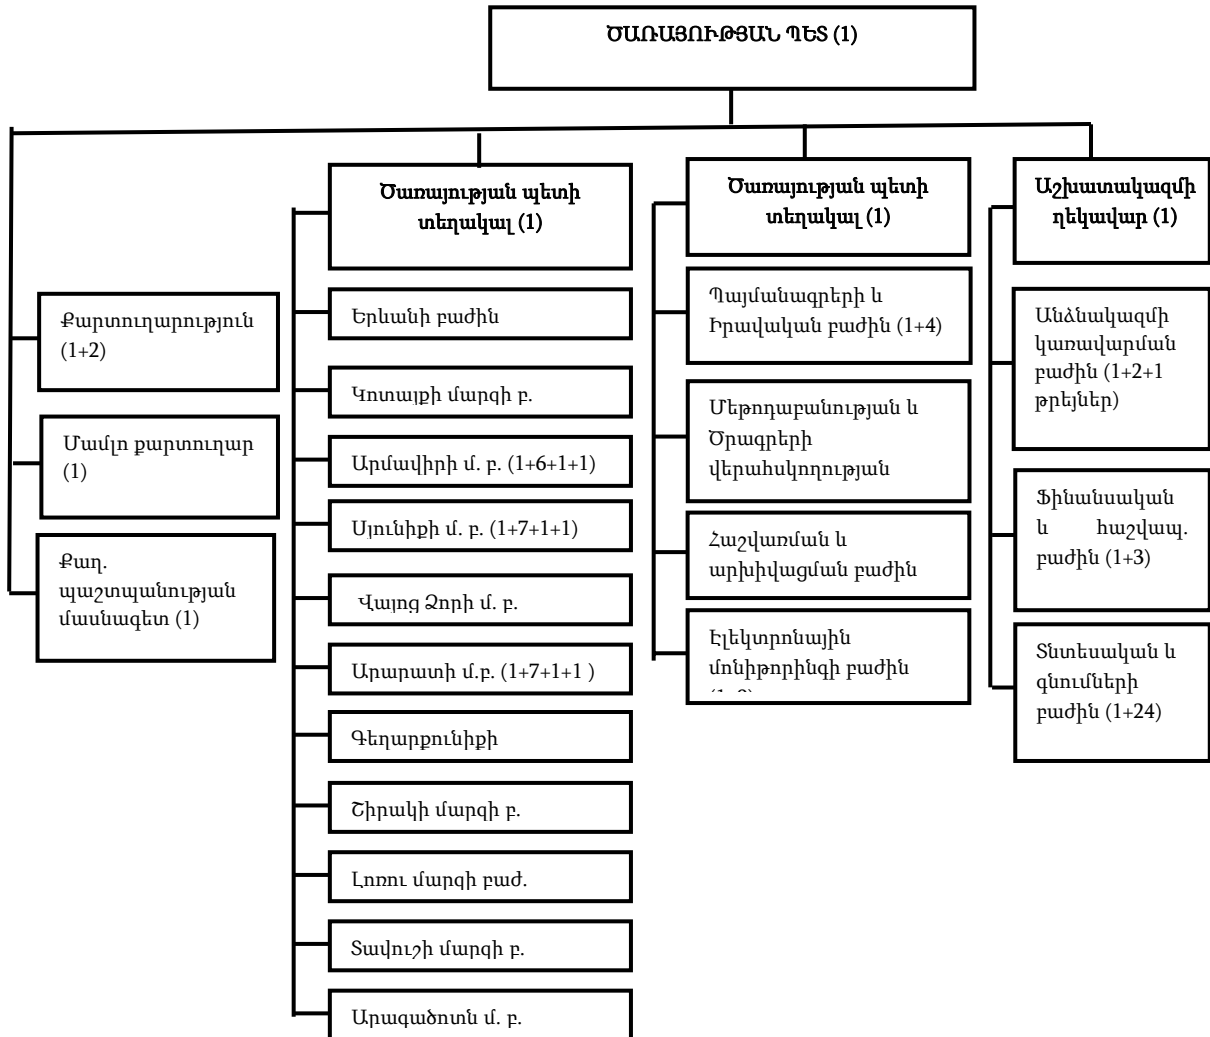 ԾԱՌԱՅՈՒԹՅԱՆ ՊԵՏ (1)
Քարտուղարություն
(1+2)
Մամլո քարտուղար
(1)
Քաղ.
պաշտպանության
մասնագետ (1)
Ծառայության պետի
տեղակալ (1)
Երևանի բաժին
Կոտայքի մարզի բ.
Արմավիրի մ. բ. (1+6+1+1)
Սյունիքի մ. բ. (1+7+1+1)
Վայոց Ձորի մ. բ.
Արարատի մ.բ. (1+7+1+1 )
Գեղարքունիքի
Շիրակի մարզի բ.
Լոռու մարզի բաժ.
Տավուշի մարզի բ.
Արագածոտն մ. բ.
Ծառայության պետի
տեղակալ (1)
Պայմանագրերի և
Իրավական բաժին (1+4)
Մեթոդաբանության և
Ծրագրերի
վերահսկողության
Հաշվառման և
արխիվացման բաժին
Էլեկտրոնային
մոնիթորինգի բաժին
Աշխատակազմի
ղեկավար (1)
Անձնակազմի
կառավարման
բաժին (1+2+1
թրեյներ)
Ֆինանսական
և հաշվապ.
բաժին (1+3)
Տնտեսական և
գնումների
բաժին (1+24)